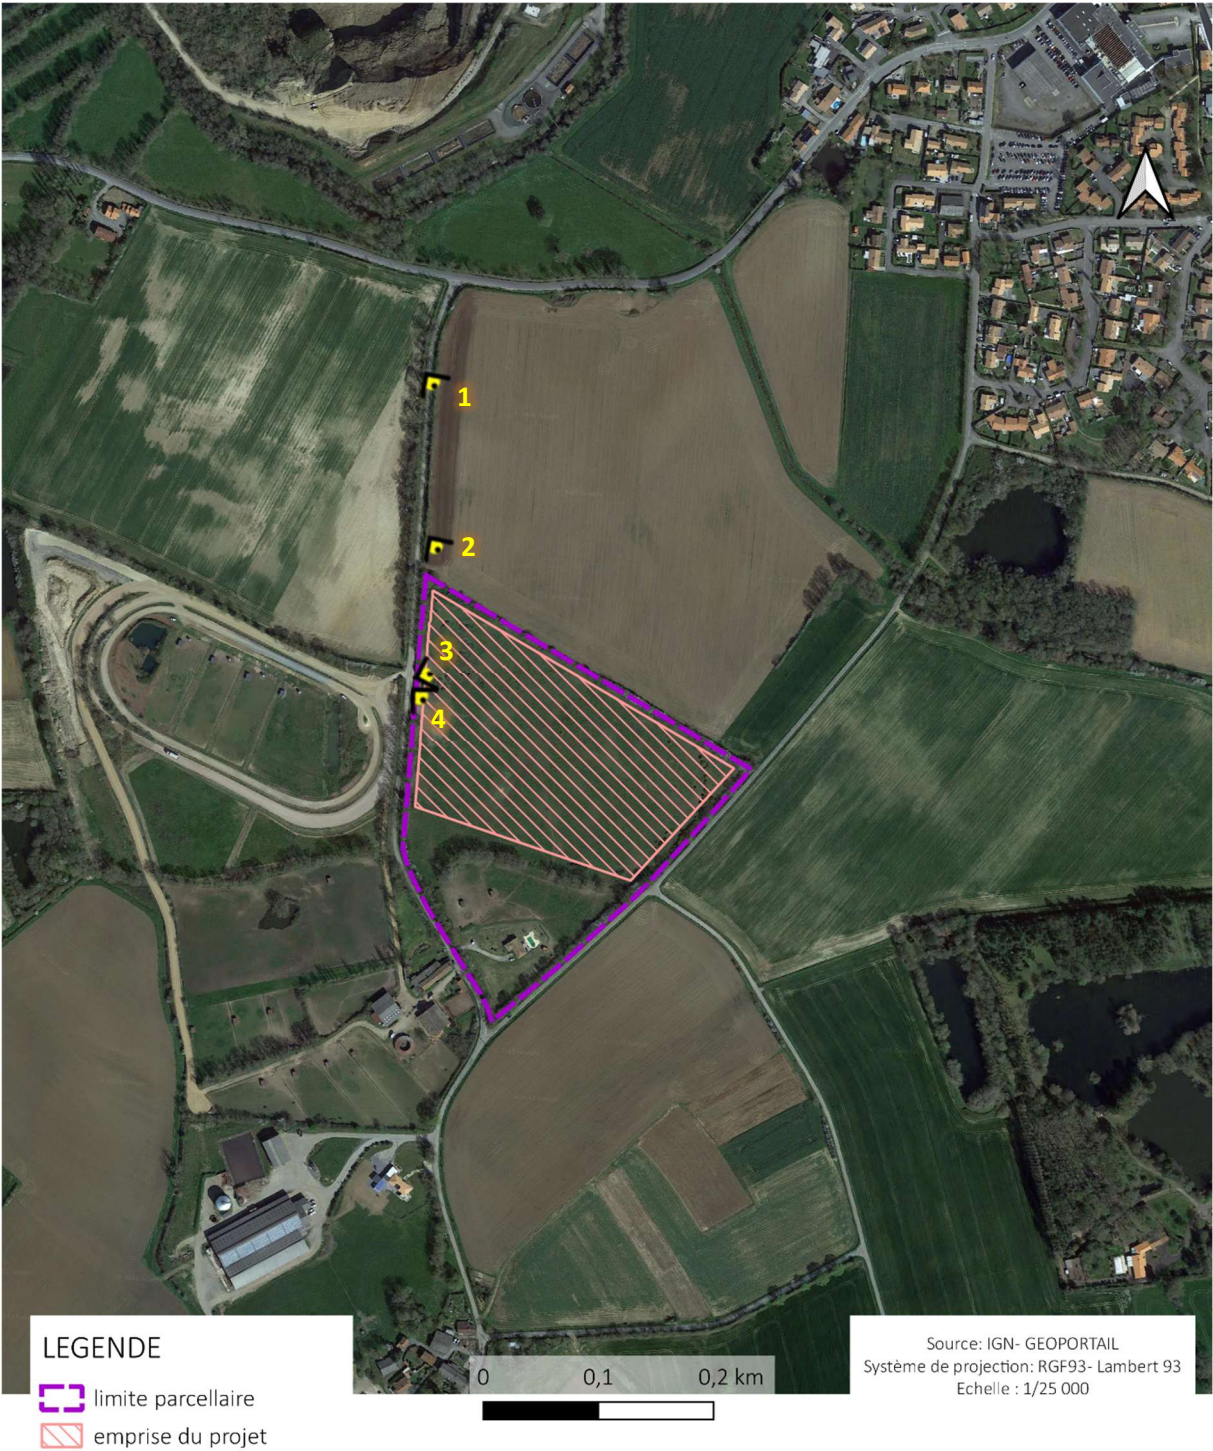 1
2
3
4
LEGENDE
limite parcellaire
emprise du projet
0 0,1 0,2 km
Source: IGN- GEOPORTAIL
Système de projection: RGF93- Lambert 93
Echelle : 1/25 000